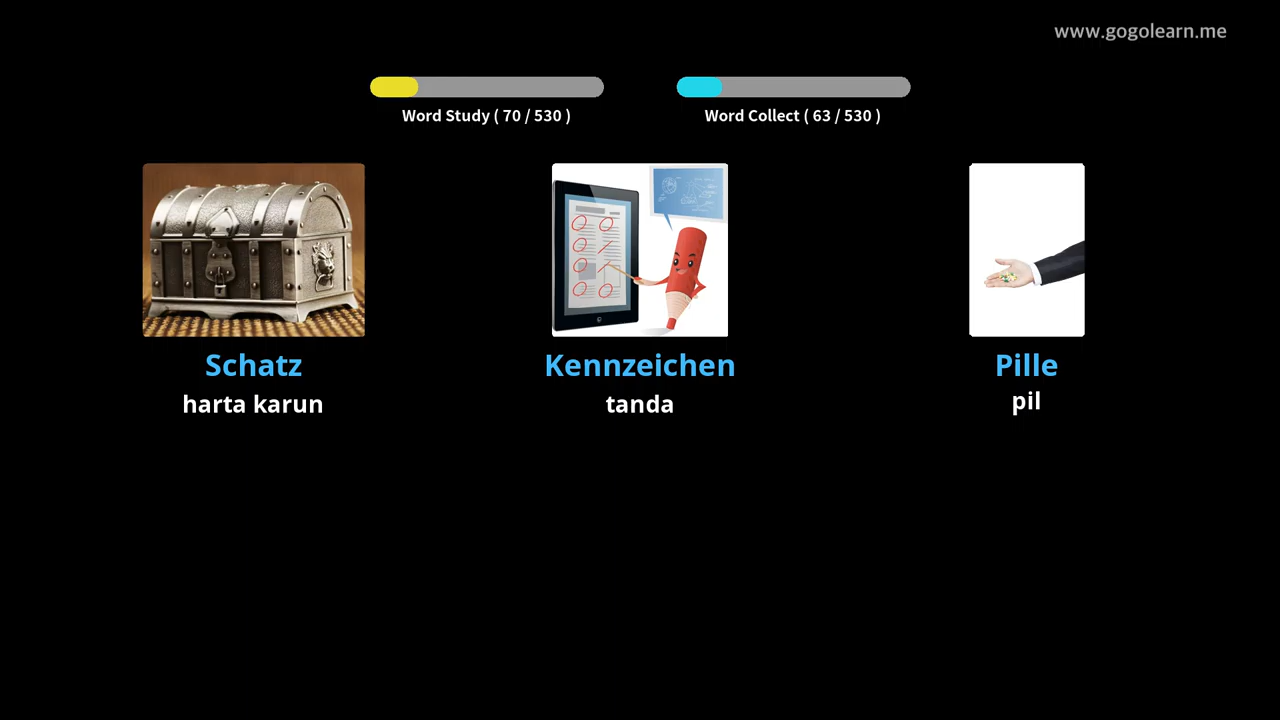 www.gogolearn.me
Word Study ( 70 / 530 )
Word Collect ( 63 / 530 )
Schatz
harta karun
Kennzeichen
tanda
Pille
pil